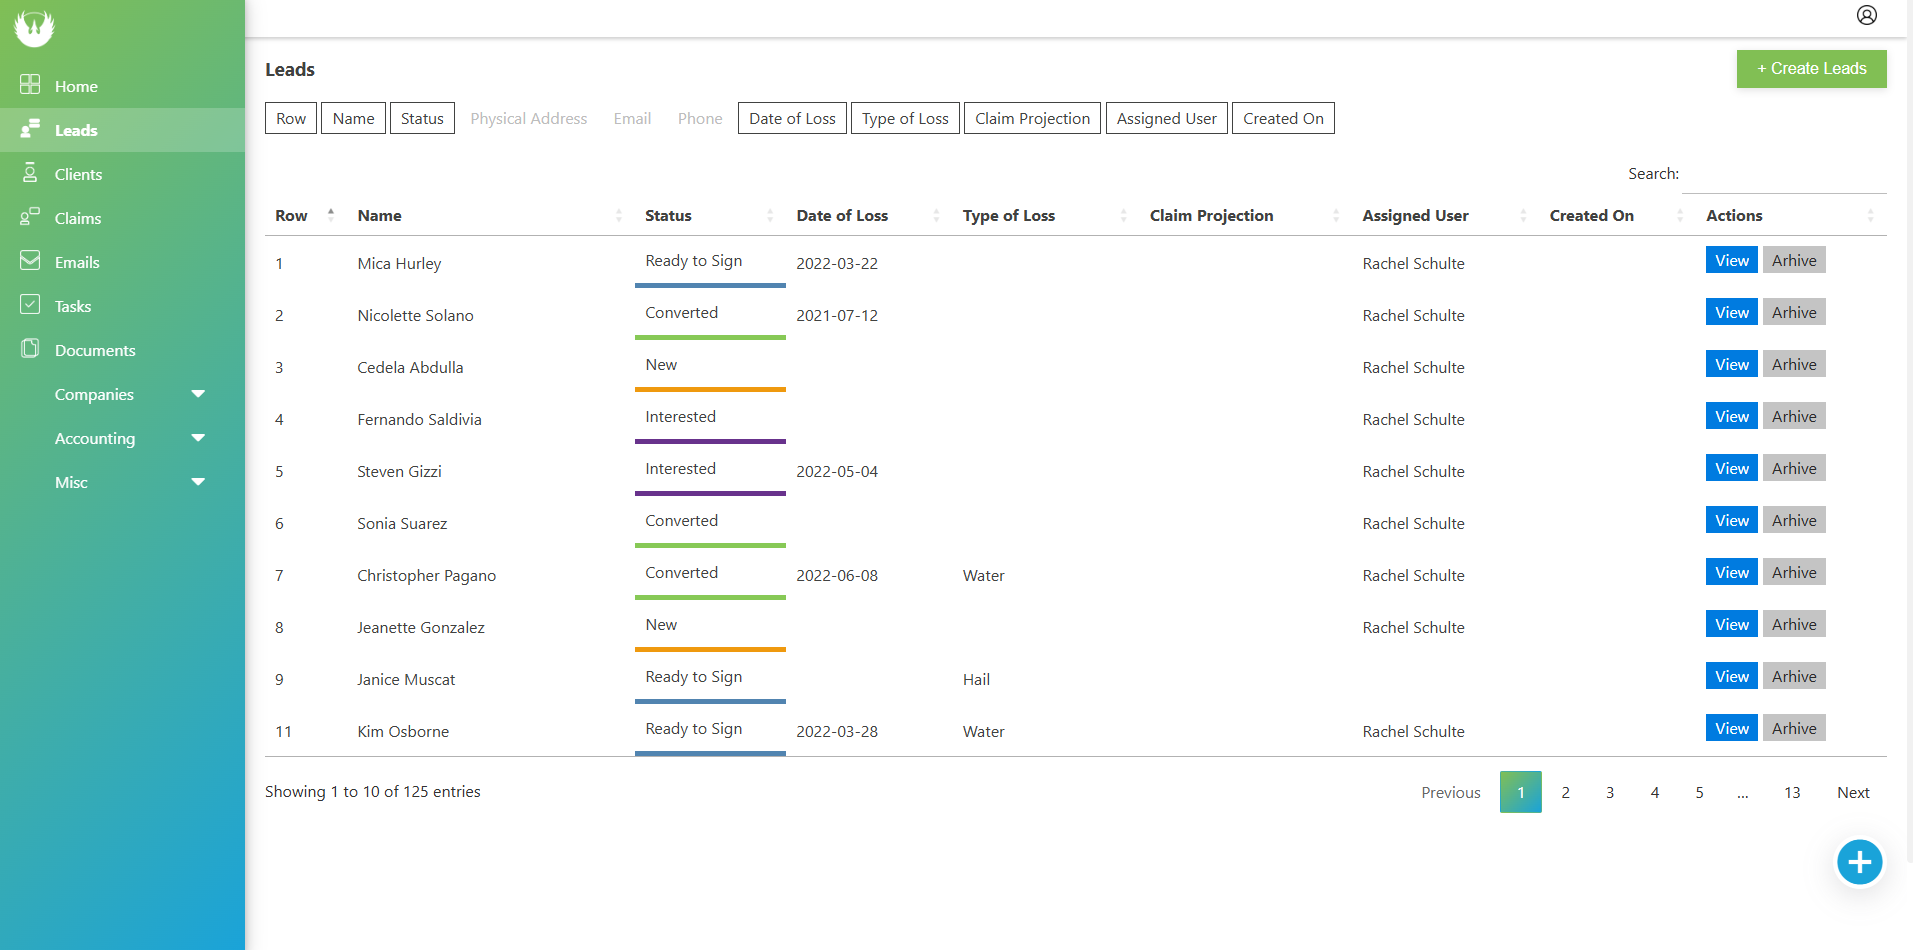 Home
Leads
Clients
Claims
Emails
Tasks
Documents
Companies
Accounting
Misc
Leads
+ Create Leads
Row Name Status Physical Address Email Phone Date of Loss Type of Loss Claim Projection Assigned User Created On
Search:
Row Name Status Date of Loss Type of Loss Claim Projection Assigned User Created On Actions
1 Mica Hurley Ready to Sign 2022-03-22 Rachel Schulte View Arhive
2 Nicolette Solano Converted 2021-07-12 Rachel Schulte View Arhive
3 Cedela Abdulla New Rachel Schulte View Arhive
4 Fernando Saldivia Interested Rachel Schulte View Arhive
5 Steven Gizzi Interested 2022-05-04 Rachel Schulte View Arhive
6 Sonia Suarez Converted Rachel Schulte View Arhive
7 Christopher Pagano Converted 2022-06-08 Water Rachel Schulte View Arhive
8 Jeanette Gonzalez New Rachel Schulte View Arhive
9 Janice Muscat Ready to Sign Hail View Arhive
11 Kim Osborne Ready to Sign 2022-03-28 Water Rachel Schulte View Arhive
Showing 1 to 10 of 125 entries
Previous 1 2 3 4 5 ... 13 Next